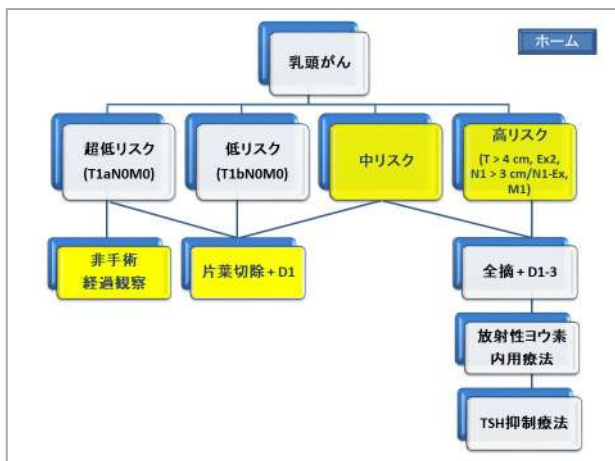 ホーム
乳頭がん
超低リスク
(T1aN0M0)
低リスク
(T1bN0M0)
中リスク
高リスク
(T > 4 cm, Ex2,
N1 > 3 cm/N1-Ex,
M1)
非手術
経過観察
片葉切除 + D1
全摘 + D1-3
放射性ヨウ素
内用療法
TSH抑制療法